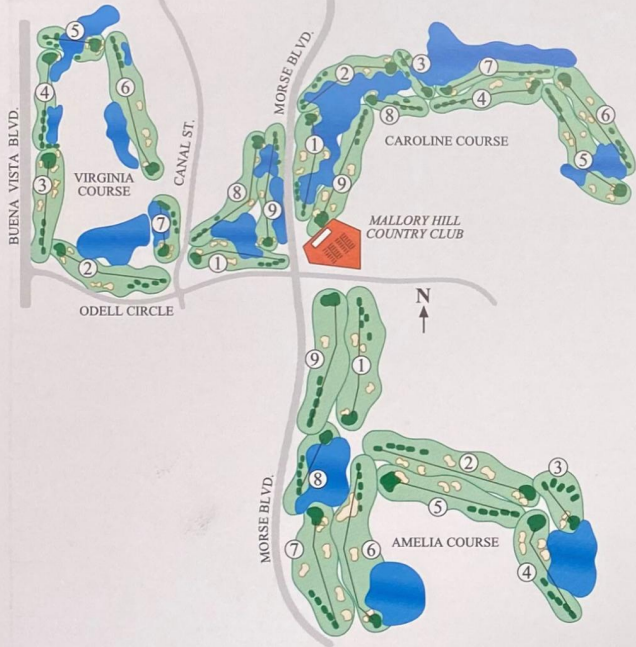 5
4
6
3
VIRGINIA
COURSE
7
2
ODELL CIRCLE
BUENA VISTA BLVD.
CANAL ST.
MORSE BLVD.
8
9
1
2
3
7
4
8
1
9
CAROLINE COURSE
6
5
MALLORY HILL
COUNTRY CLUB
N
9
1
8
2
3
5
7
6
4
AMELIA COURSE
MORSE BLVD.